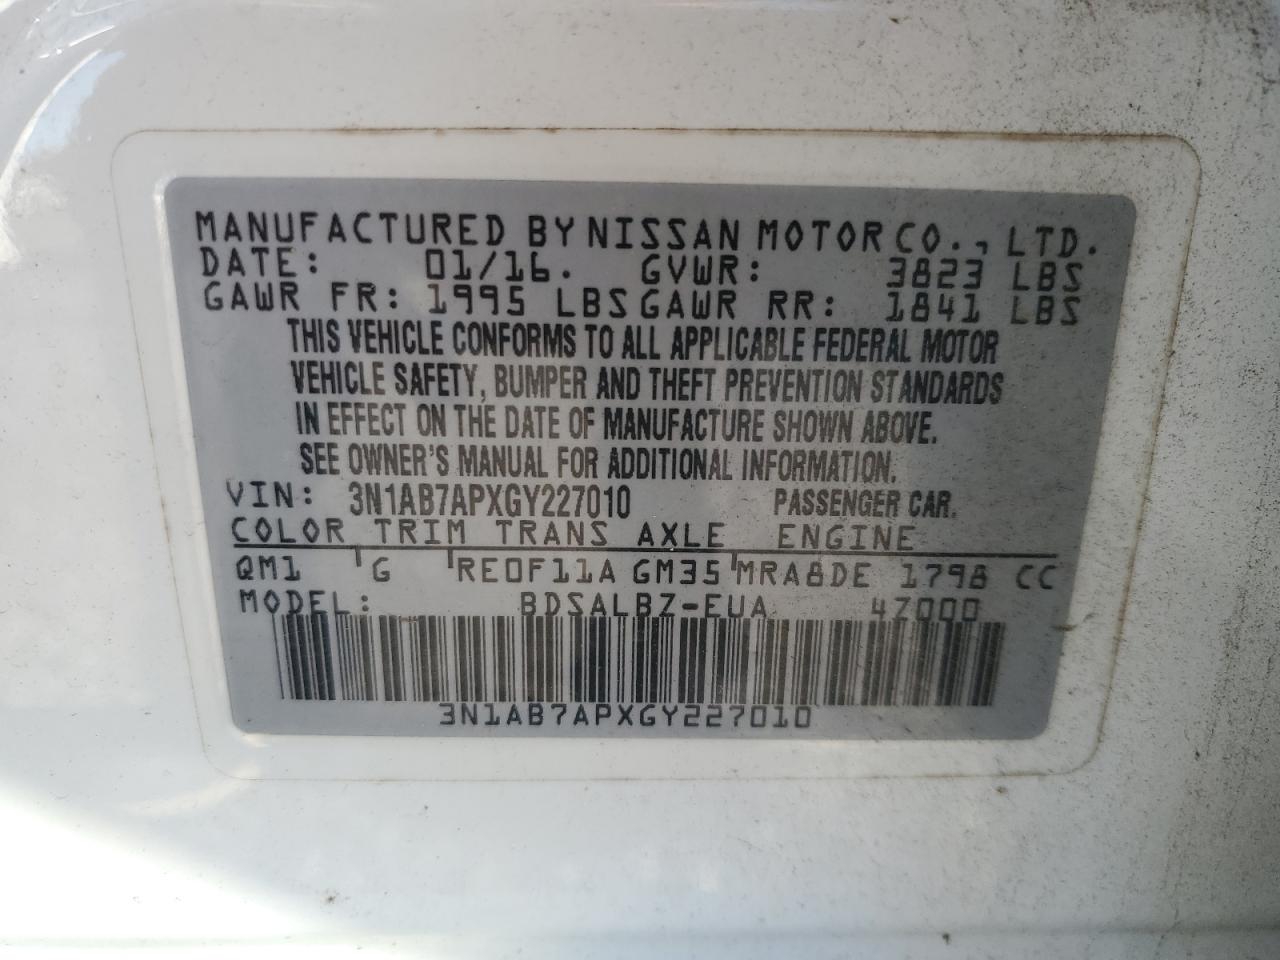 MANUFACTURED BY NISSAN MOTOR CO., LTD.
DATE: 01/16. GVWR: 3823 LBS
GAWR FR: 1995 LBS GAWR RR: 1841 LBS
THIS VEHICLE CONFORMS TO ALL APPLICABLE FEDERAL MOTOR
VEHICLE SAFETY, BUMPER AND THEFT PREVENTION STANDARDS
IN EFFECT ON THE DATE OF MANUFACTURE SHOWN ABOVE.
SEE OWNER'S MANUAL FOR ADDITIONAL INFORMATION.
VIN: 3N1AB7APXGY227010 PASSENGER CAR.
COLOR TRIM TRANS AXLE ENGINE
QM1 G RE0F11A GM35 MRA8DE 1798 CC
MODEL: BDSALBZ-EUA 4Z000
3N1AB7APXGY227010